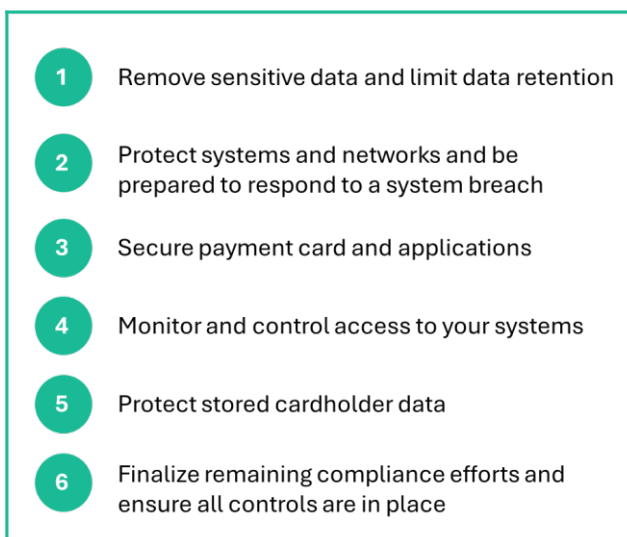 1 Remove sensitive data and limit data retention
2 Protect systems and networks and be
prepared to respond to a system breach
3 Secure payment card and applications
4 Monitor and control access to your systems
5 Protect stored cardholder data
6 Finalize remaining compliance efforts and
ensure all controls are in place